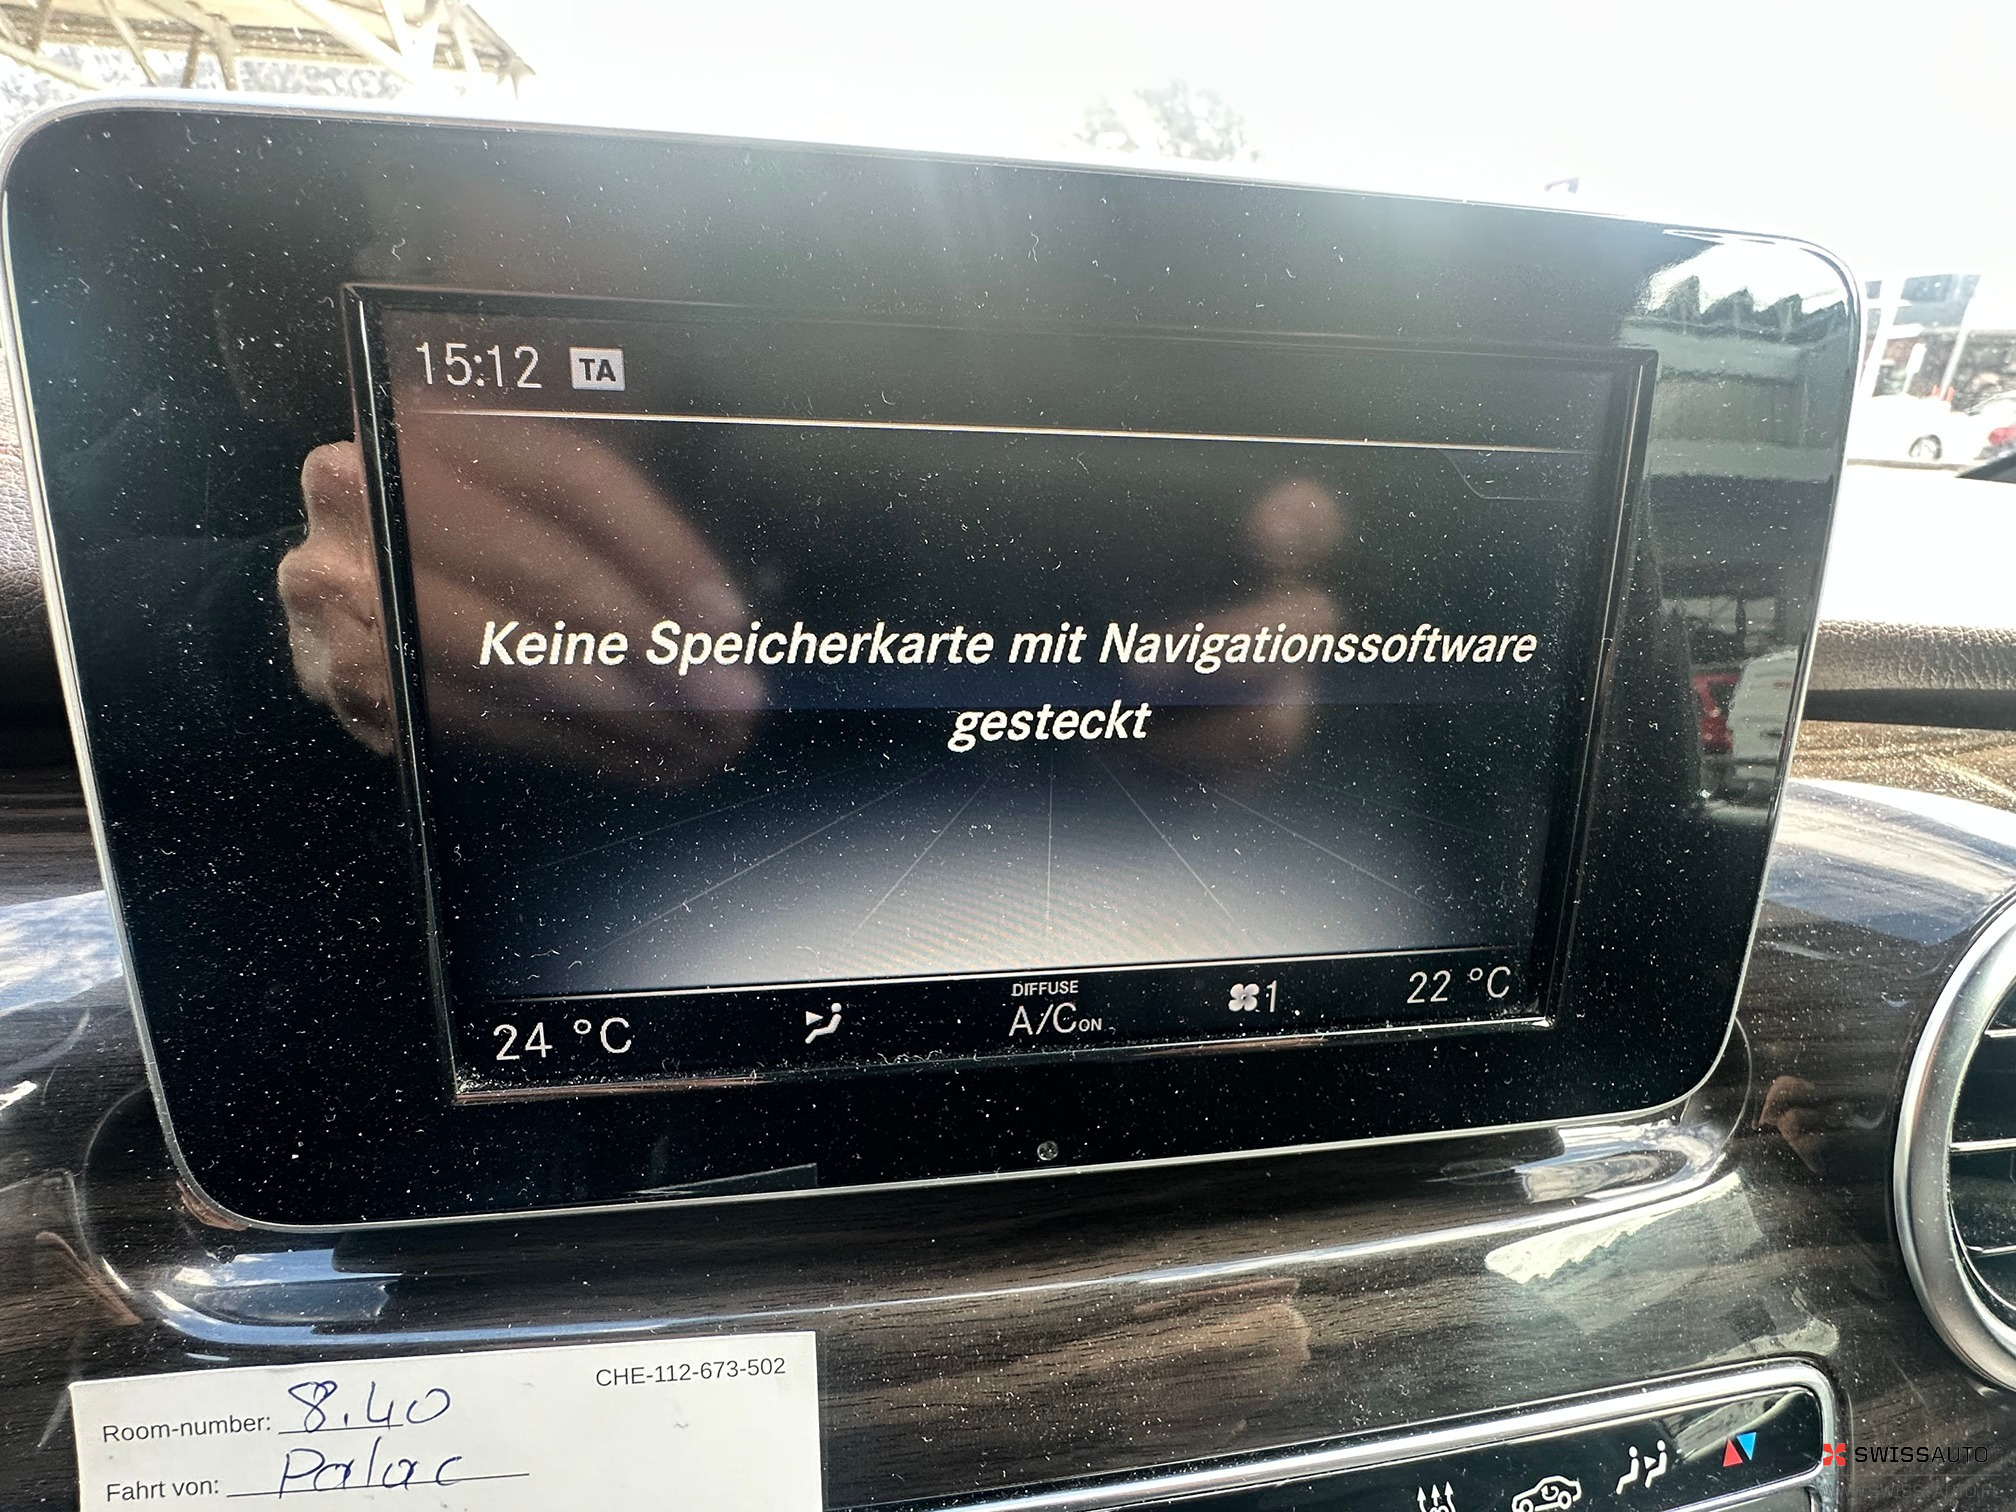 15:12 TA
Keine Speicherkarte mit Navigationssoftware
gesteckt
DIFFUSE
24 °C A/C ON 1 22 °C
CHE-112-673-502
Room-number: 8.40
Fahrt von: Palac
SWISSAUTO